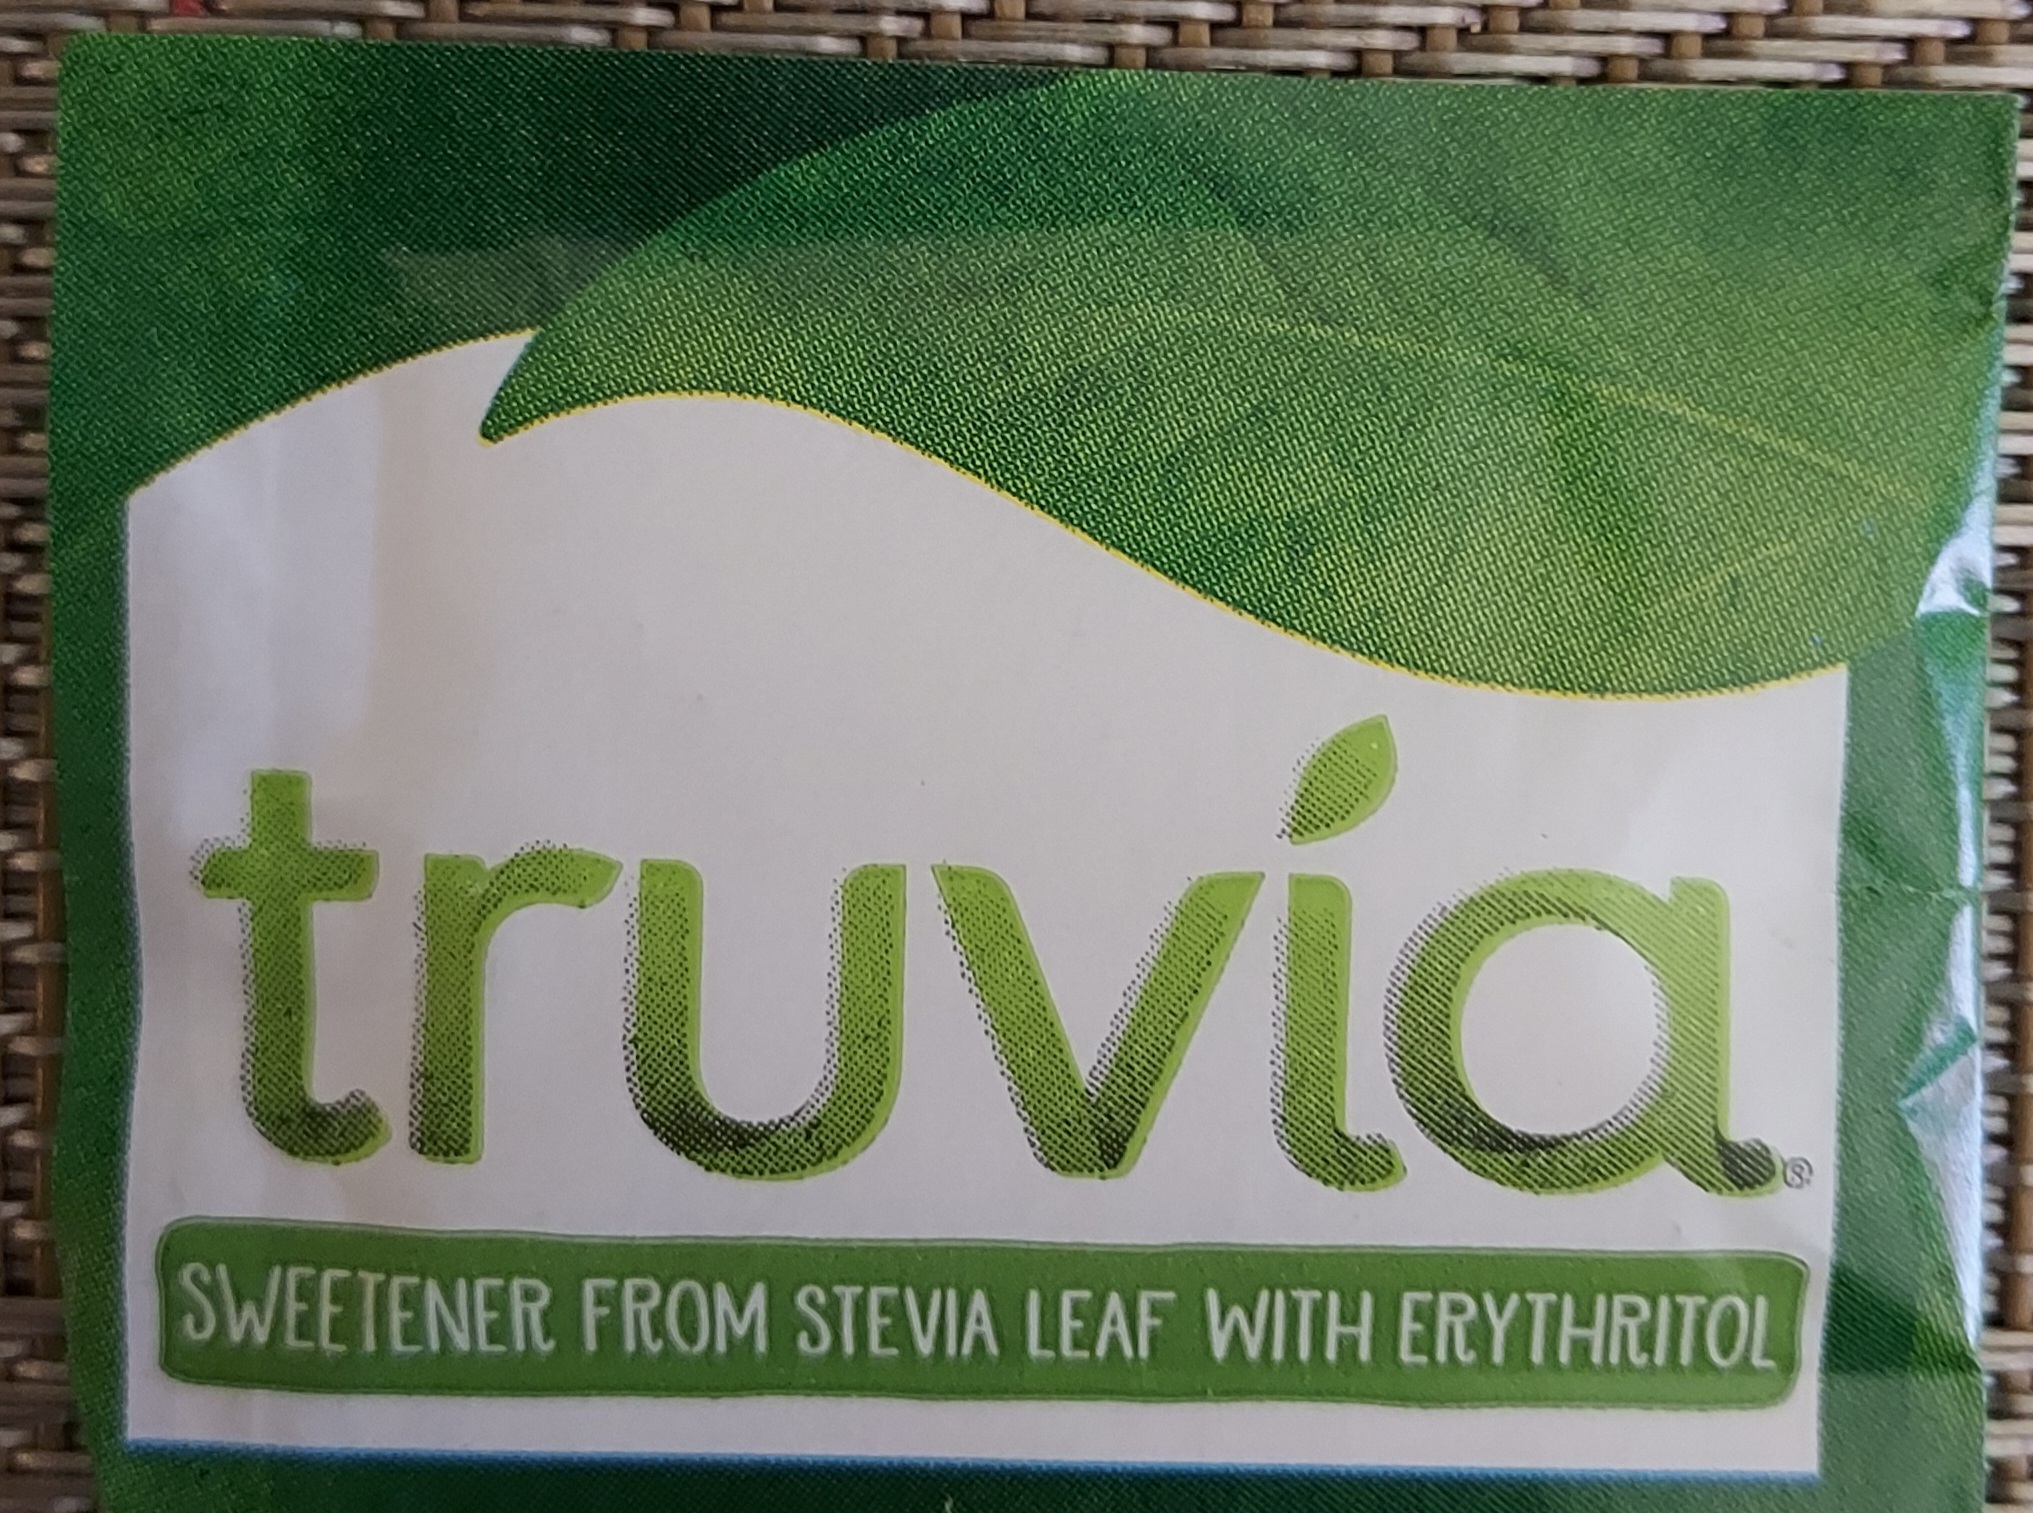 truvia®
SWEETENER FROM STEVIA LEAF WITH ERYTHRITOL